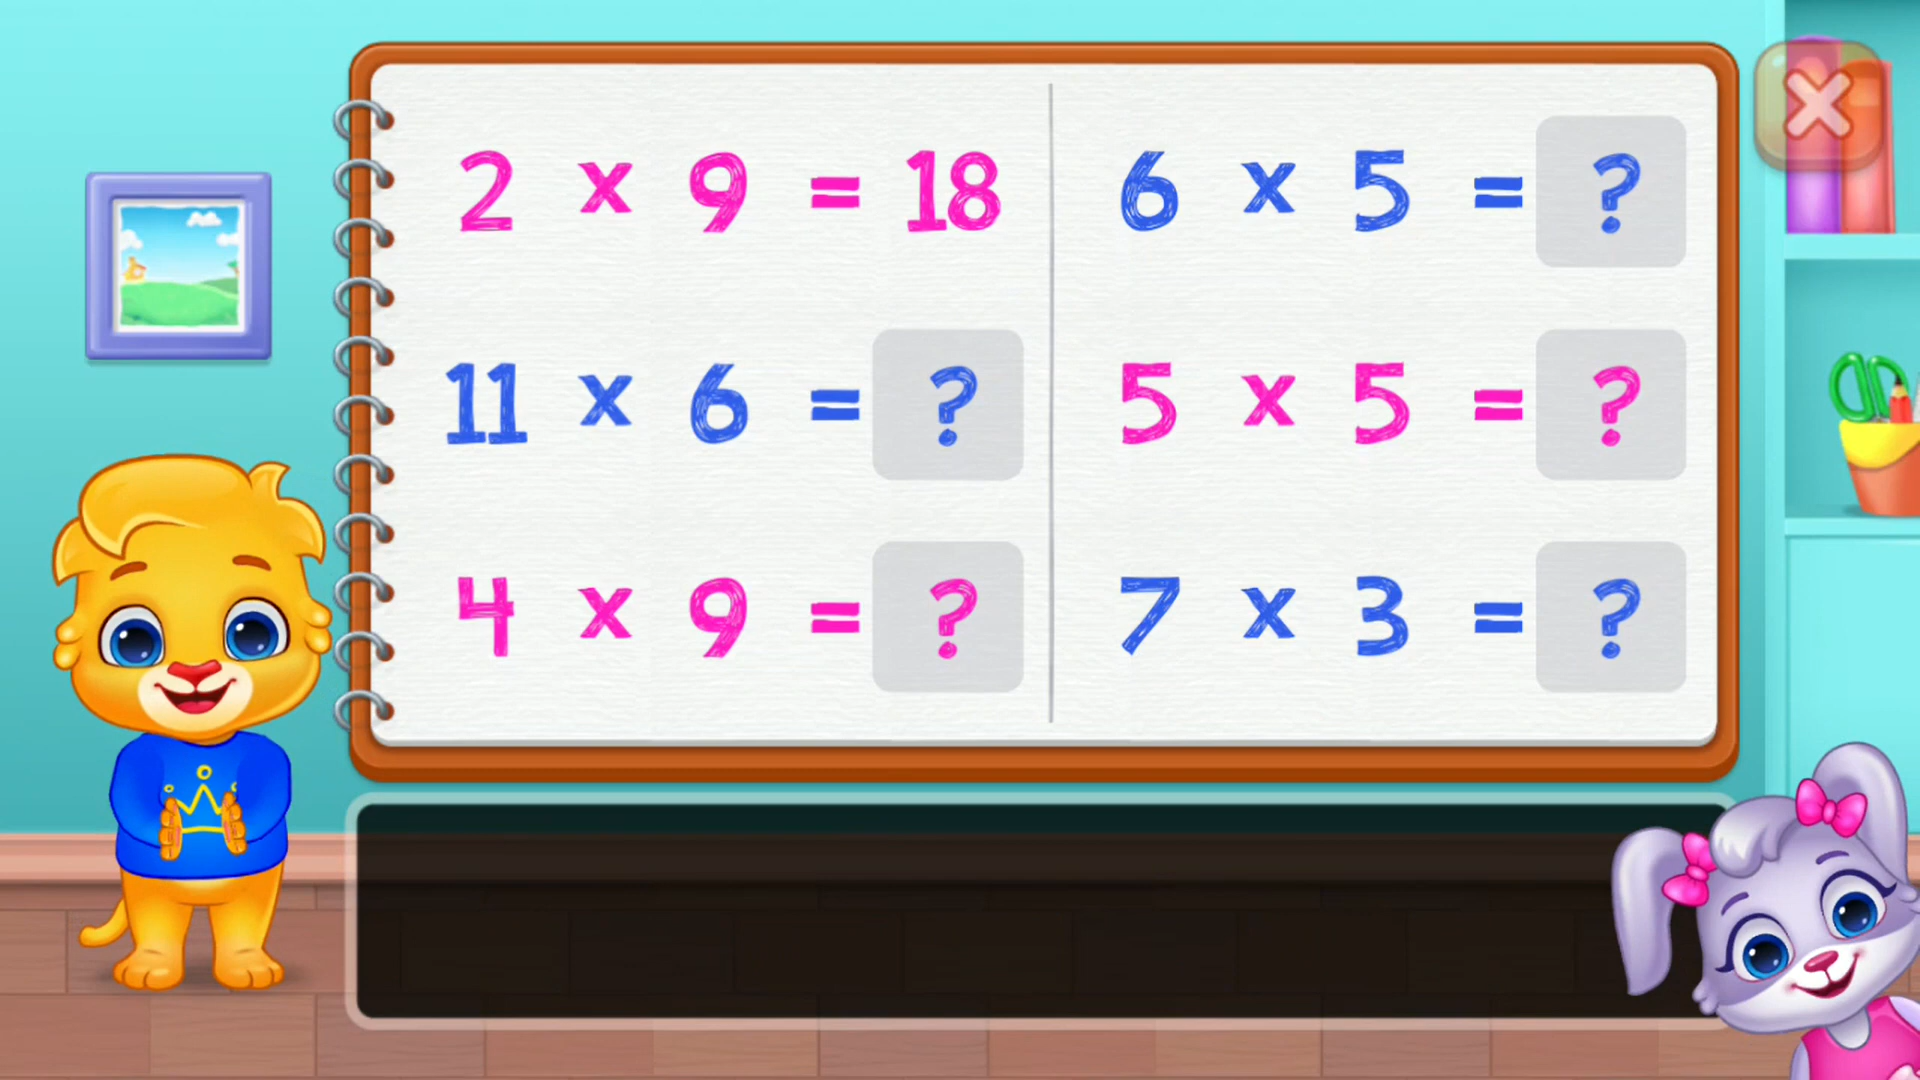 2 × 9 = 18
11 × 6 = ?
4 × 9 = ?
6 × 5 = ?
5 × 5 = ?
7 × 3 = ?